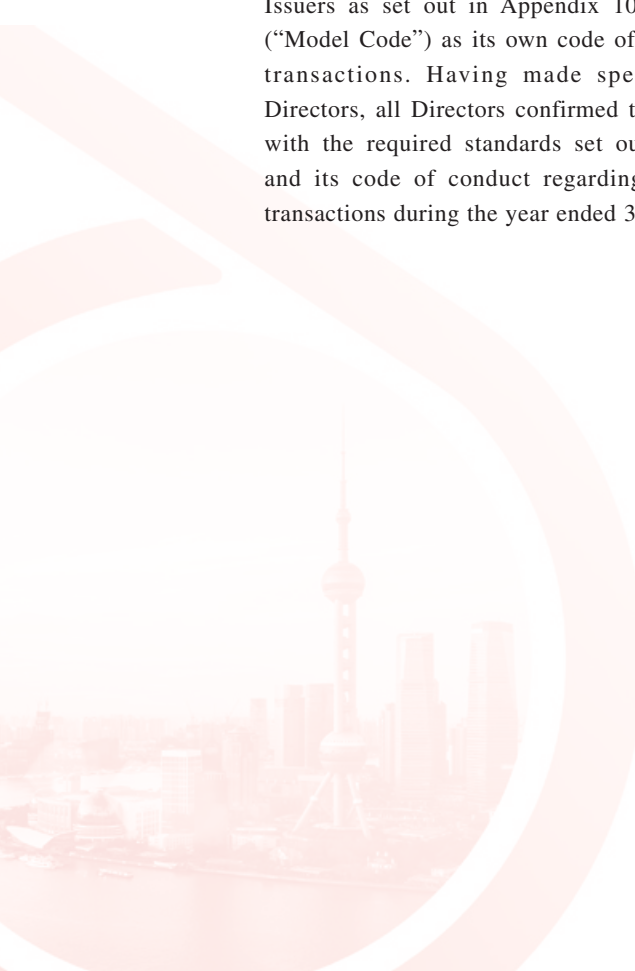 Issuers as set out in Appendix 10
(“Model Code”) as its own code of
transactions. Having made spe
Directors, all Directors confirmed t
with the required standards set ou
and its code of conduct regarding
transactions during the year ended 3